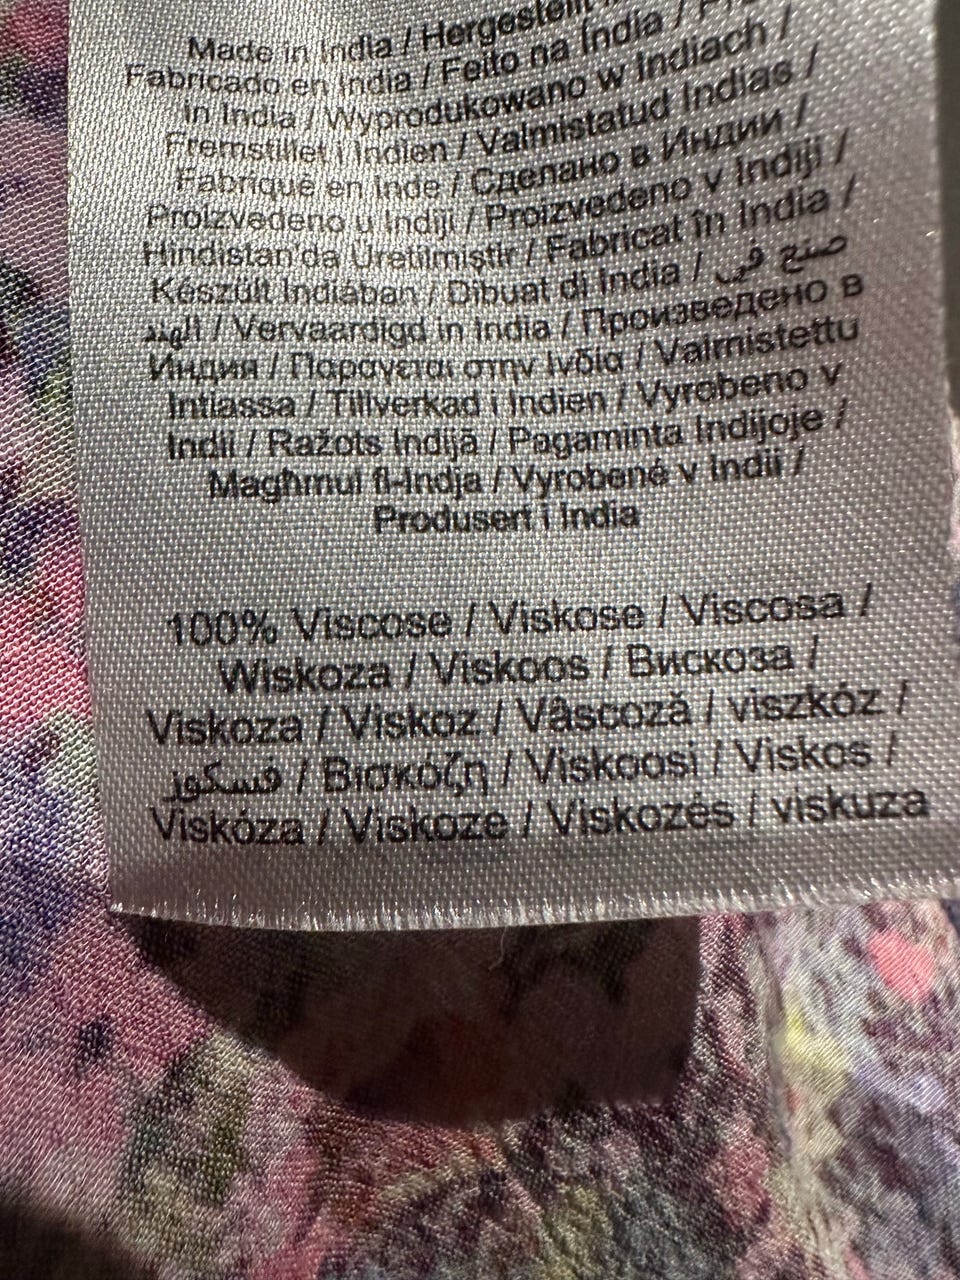 Made in India / Hergestellt
Fabricado en India / Feito na Índia /
in India / Wyprodukowano w Indiach /
Fremstillet i Indien / Valmistatud Indias /
Fabriqué en Inde / Сделано в Индии /
Proizvedeno u Indiji / Proizvedeno v Indiji /
Hindistan'da Üretilmiştir / Fabricat în India /
Készült Indiában / Dibuat di India / صنع في
الهند / Vervaardigd in India / Произведено в
Индия / Παράγεται στην Ινδία / Valmistettu
Intiassa / Tillverkad i Indien / Vyrobeno v
Indii / Ražots Indijā / Pagaminta Indijoje /
Magħmul fl-Indja / Vyrobené v Indii /
Produsert i India
100% Viscose / Viskose / Viscosa /
Wiskoza / Viskoos / Вискоза /
Viskoza / Viskoz / Vâscoză / viszkóz /
فسكوز / Βισκόζη / Viskoosi / Viskos /
Viskóza / Viskoze / Viskozės / viskuza